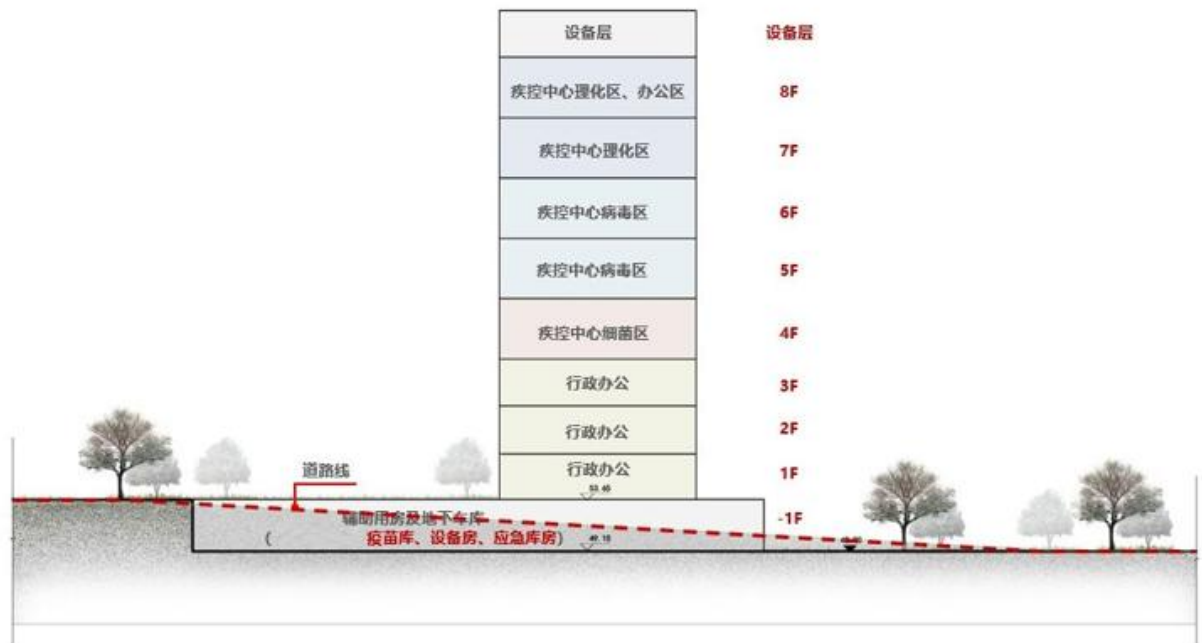 设备层 设备层
疾控中心理化区、办公区 8F
疾控中心理化区 7F
疾控中心病毒区 6F
疾控中心病毒区 5F
疾控中心细菌区 4F
行政办公 3F
行政办公 2F
行政办公 1F
道路线
53.65
辅助用房及地下车库 -1F
( 疫苗库、设备房、应急库房)
49.15